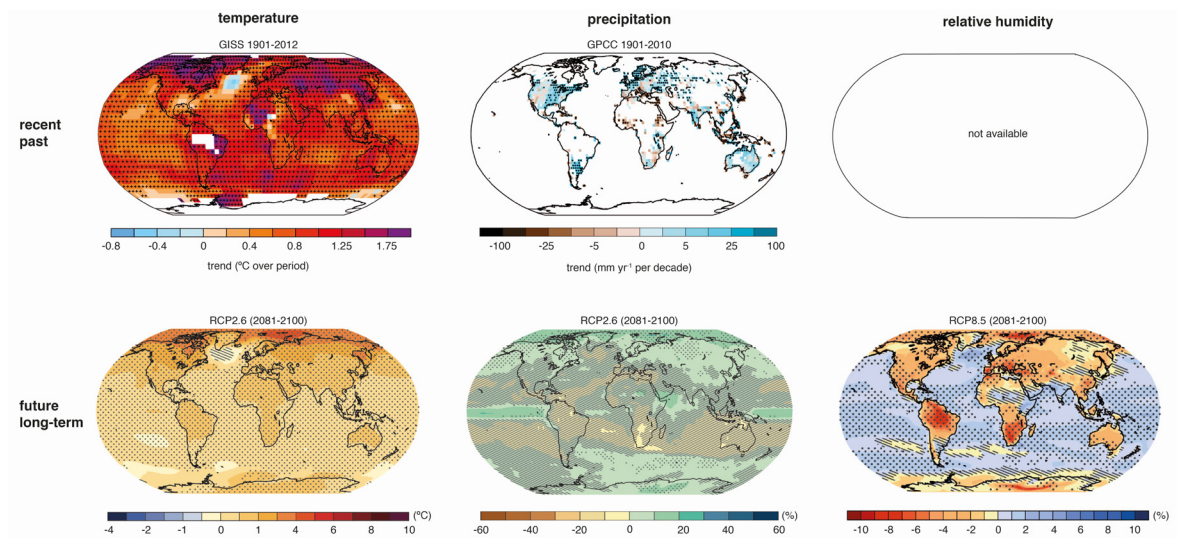 temperature
precipitation
relative humidity
GISS 1901-2012
GPCC 1901-2010
recent
past
not available
-0.8 -0.4 0 0.4 0.8 1.25 1.75
trend (ºC over period)
-100 -25 -5 0 5 25 100
trend (mm yr⁻¹ per decade)
RCP2.6 (2081-2100)
RCP2.6 (2081-2100)
RCP8.5 (2081-2100)
future
long-term
-4 -2 -1 0 1 2 4 6 8 10 (ºC)
-60 -40 -20 0 20 40 60 (%)
-10 -8 -6 -4 -2 0 2 4 6 8 10 (%)